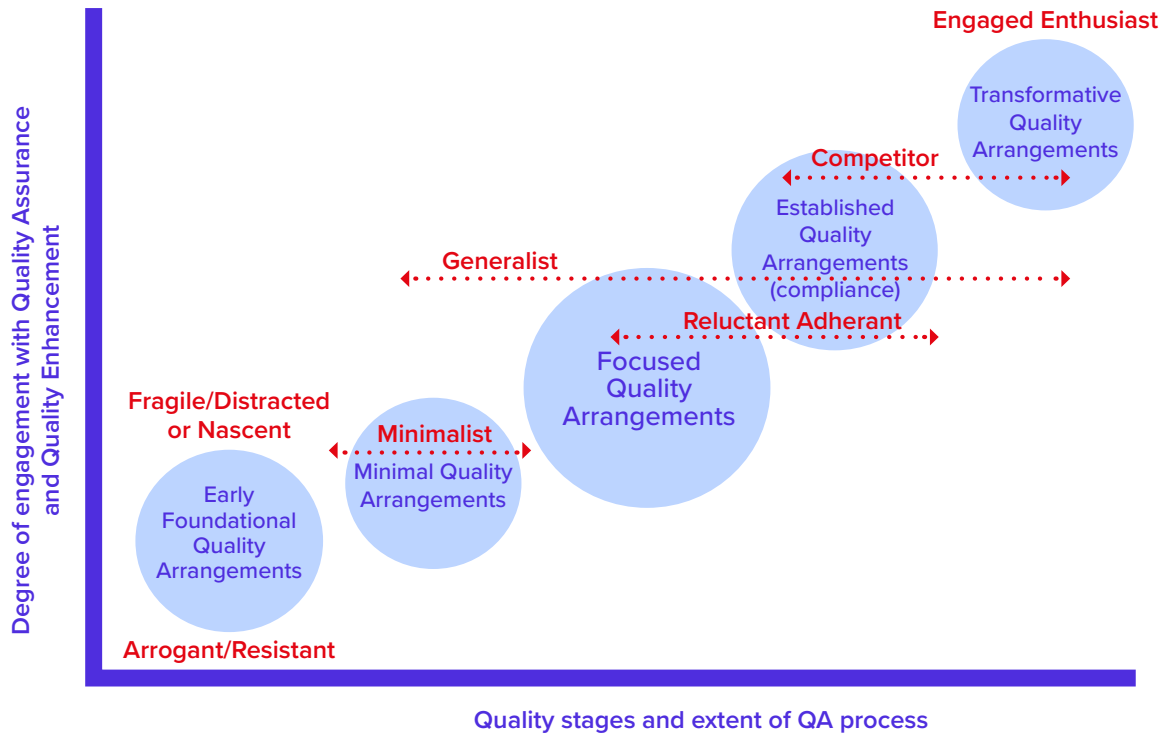 Engaged Enthusiast
Transformative
Quality
Arrangements
Competitor
Established
Quality
Arrangements
(compliance)
Generalist
Reluctant Adherant
Focused
Quality
Arrangements
Fragile/Distracted
or Nascent
Minimalist
Minimal Quality
Arrangements
Early
Foundational
Quality
Arrangements
Arrogant/Resistant
Degree of engagement with Quality Assurance
and Quality Enhancement
Quality stages and extent of QA process